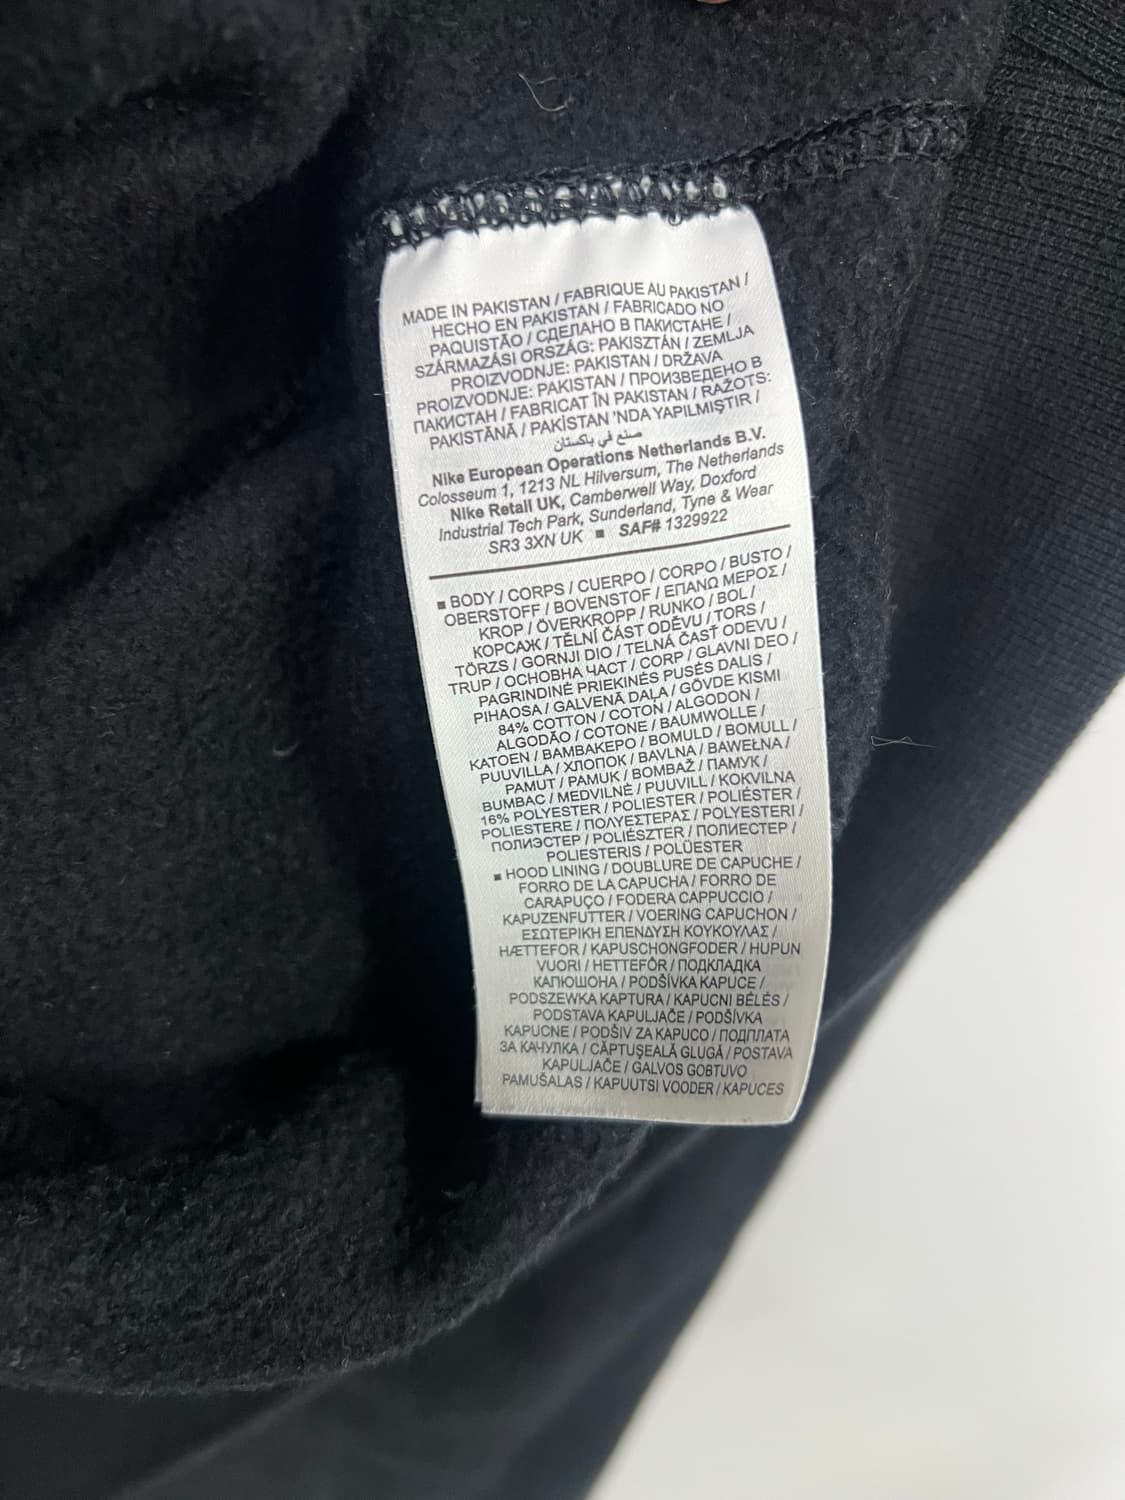 MADE IN PAKISTAN / FABRIQUE AU PAKISTAN /
HECHO EN PAKISTAN / FABRICADO NO
PAQUISTÃO / СДЕЛАНО В ПАКИСТАНЕ /
SZÁRMAZÁSI ORSZÁG: PAKISZTÁN / ZEMLJA
PROIZVODNJE: PAKISTAN / DRŽAVA
PROIZVODNJE: PAKISTAN / ПРОИЗВЕДЕНО В
ПАКИСТАН / FABRICAT ÎN PAKISTAN / RAŽOTS:
PAKISTĀNĀ / PAKİSTAN 'NDA YAPILMIŞTIR /
صنع في باكستان
Nike European Operations Netherlands B.V.
Colosseum 1, 1213 NL Hilversum, The Netherlands
Nike Retail UK, Camberwell Way, Doxford
Industrial Tech Park, Sunderland, Tyne & Wear
SR3 3XN UK ■ SAF# 1329922
■ BODY / CORPS / CUERPO / CORPO / BUSTO /
OBERSTOFF / BOVENSTOF / ΕΠΑΝΩ ΜΕΡΟΣ /
KROP / ÖVERKROPP / RUNKO / BOL /
КОРСАЖ / TĚLNÍ ČÁST ODĚVU / TORS /
TÖRZS / GORNJI DIO / TELNÁ ČASŤ ODEVU /
TRUP / ОСНОВНА ЧАСТ / CORP / GLAVNI DEO /
PAGRINDINĖ PRIEKINĖS PUSĖS DALIS /
PIHAOSA / GALVENĀ DAĻA / GÖVDE KISMI
84% COTTON / COTON / ALGODON /
ALGODÃO / COTONE / BAUMWOLLE /
KATOEN / ΒΑΜΒΑΚΕΡΟ / BOMULD / BOMULL /
PUUVILLA / ХЛОПОК / BAVLNA / BAWEŁNA /
PAMUT / PAMUK / BOMBAŽ / ПАМУК /
BUMBAC / MEDVILNĖ / PUUVILL / KOKVILNA
16% POLYESTER / POLIESTER / POLIÉSTER /
POLIESTERE / ΠΟΛΥΕΣΤΕΡΑΣ / POLYESTERI /
ПОЛИЭСТЕР / POLIÉSZTER / ПОЛИЕСТЕР /
POLIESTERIS / POLÜESTER
■ HOOD LINING / DOUBLURE DE CAPUCHE /
FORRO DE LA CAPUCHA / FORRO DE
CARAPUÇO / FODERA CAPPUCCIO /
KAPUZENFUTTER / VOERING CAPUCHON /
ΕΣΩΤΕΡΙΚΗ ΕΠΕΝΔΥΣΗ ΚΟΥΚΟΥΛΑΣ /
HÆTTEFOR / KAPUSCHONGFODER / HUPUN
VUORI / HETTEFÔR / ПОДКЛАДКА
КАПЮШОНА / PODŠÍVKA KAPUCE /
PODSZEWKA KAPTURA / KAPUCNI BÉLÉS /
PODSTAVA KAPULJAČE / PODŠÍVKA
KAPUCNE / PODŠIV ZA KAPUCO / ПОДПЛАТА
ЗА КАЧУЛКА / CĂPTUŞEALĂ GLUGĂ / POSTAVA
KAPULJAČE / GALVOS GOBTUVO
PAMUŠALAS / KAPUUTSI VOODER / KAPUCES